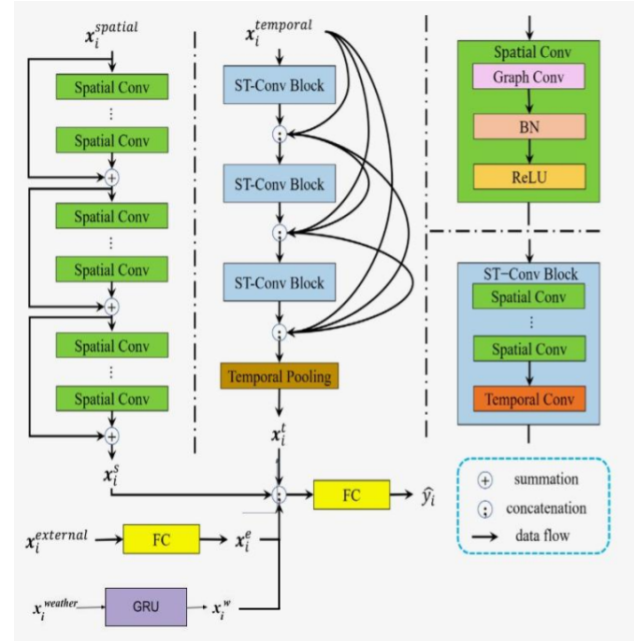 x_i^{spatial}
Spatial Conv
⋮
Spatial Conv
+
Spatial Conv
⋮
Spatial Conv
+
Spatial Conv
⋮
Spatial Conv
+
x_i^s
x_i^{temporal}
ST-Conv Block
:
ST-Conv Block
:
ST-Conv Block
:
Temporal Pooling
x_i^t
:
FC
ŷ_i
x_i^{external}
FC
x_i^e
x_i^{weather}
GRU
x_i^w
Spatial Conv
Graph Conv
BN
ReLU
ST-Conv Block
Spatial Conv
⋮
Spatial Conv
Temporal Conv
+ summation
: concatenation
data flow